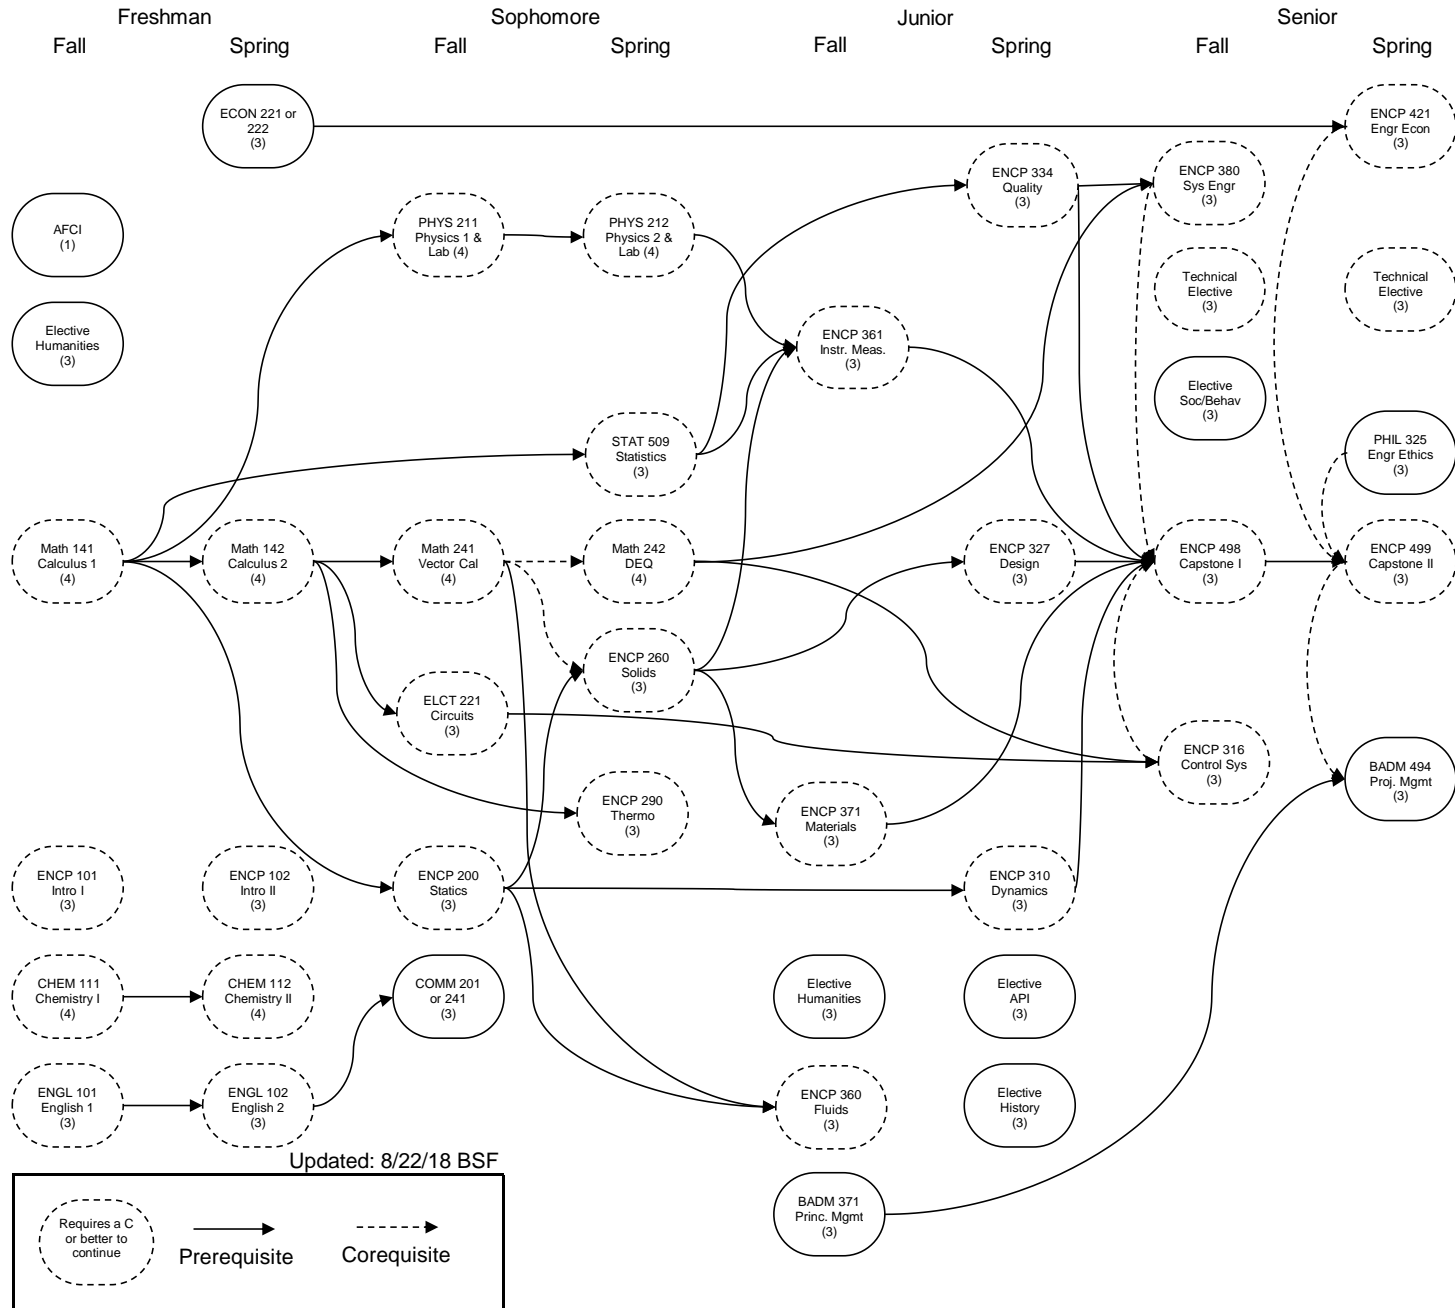 Freshman
Sophomore
Junior
Senior
Fall
Spring
Fall
Spring
Fall
Spring
Fall
Spring
ECON 221 or
222
(3)
ENCP 421
Engr Econ
(3)
ENCP 334
Quality
(3)
ENCP 380
Sys Engr
(3)
AFCI
(1)
PHYS 211
Physics 1 &
Lab (4)
PHYS 212
Physics 2 &
Lab (4)
Technical
Elective
(3)
Technical
Elective
(3)
Elective
Humanities
(3)
ENCP 361
Instr. Meas.
(3)
Elective
Soc/Behav
(3)
STAT 509
Statistics
(3)
PHIL 325
Engr Ethics
(3)
Math 141
Calculus 1
(4)
Math 142
Calculus 2
(4)
Math 241
Vector Cal
(4)
Math 242
DEQ
(4)
ENCP 327
Design
(3)
ENCP 498
Capstone I
(3)
ENCP 499
Capstone II
(3)
ENCP 260
Solids
(3)
ELCT 221
Circuits
(3)
ENCP 316
Control Sys
(3)
BADM 494
Proj. Mgmt
(3)
ENCP 290
Thermo
(3)
ENCP 371
Materials
(3)
ENCP 101
Intro I
(3)
ENCP 102
Intro II
(3)
ENCP 200
Statics
(3)
ENCP 310
Dynamics
(3)
CHEM 111
Chemistry I
(4)
CHEM 112
Chemistry II
(4)
COMM 201
or 241
(3)
Elective
Humanities
(3)
Elective
API
(3)
ENGL 101
English 1
(3)
ENGL 102
English 2
(3)
ENCP 360
Fluids
(3)
Elective
History
(3)
Updated: 8/22/18 BSF
BADM 371
Princ. Mgmt
(3)
Requires a C
or better to
continue
Prerequisite
Corequisite